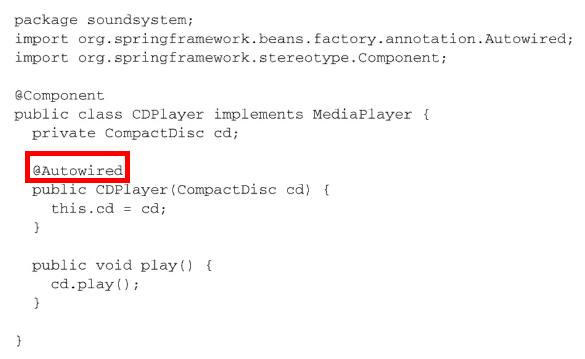 package soundsystem;
import org.springframework.beans.factory.annotation.Autowired;
import org.springframework.stereotype.Component;
@Component
public class CDPlayer implements MediaPlayer {
private CompactDisc cd;
@Autowired
public CDPlayer(CompactDisc cd) {
this.cd = cd;
}
public void play() {
cd.play();
}
}